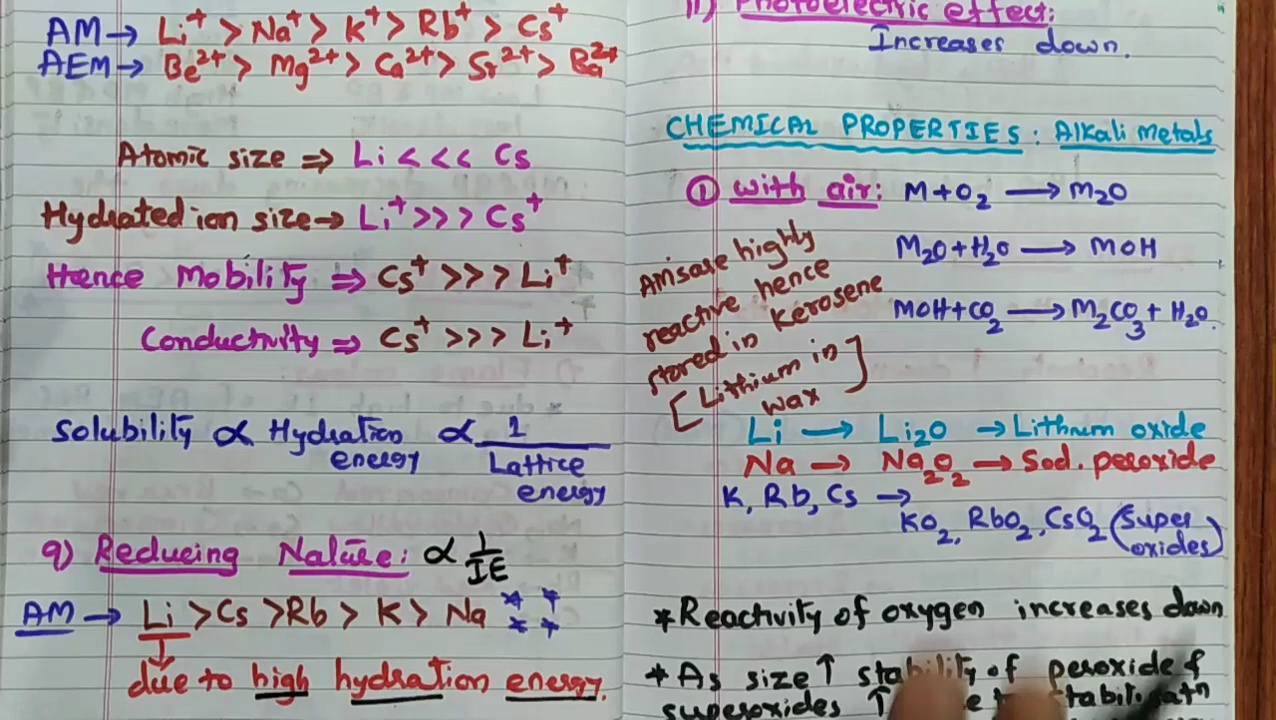 AM → Li⁺ > Na⁺ > K⁺ > Rb⁺ > Cs⁺
AEM → Be²⁺ > Mg²⁺ > Ca²⁺ > Sr²⁺ > Ba²⁺
Atomic size ⇒ Li < < < Cs
Hydrated ion size → Li⁺ >>> Cs⁺
Hence Mobility ⇒ Cs⁺ >>> Li⁺
Conductivity ⇒ Cs⁺ >>> Li⁺
Solubility ∝ Hydration energy ∝ 1/Lattice energy
9) Reducing Nature: ∝ 1/IE
AM → Li > Cs > Rb > K > Na ** **
↓
due to high hydration energy.
11) Photoelectric effect:
Increases down.
CHEMICAL PROPERTIES: Alkali metals
① with air: M + O₂ → M₂O
M₂O + H₂O → MOH
MOH + CO₂ → M₂CO₃ + H₂O.
AM's are highly
reactive hence
stored in Kerosene
[Lithium in
wax]
Li → Li₂O → Lithium oxide
Na → Na₂O₂ → Sod. peroxide
K, Rb, Cs →
KO₂, RbO₂, CsO₂ (Super
oxides)
* Reactivity of oxygen increases down
* As size ↑ stability of peroxide &
superoxides ↑